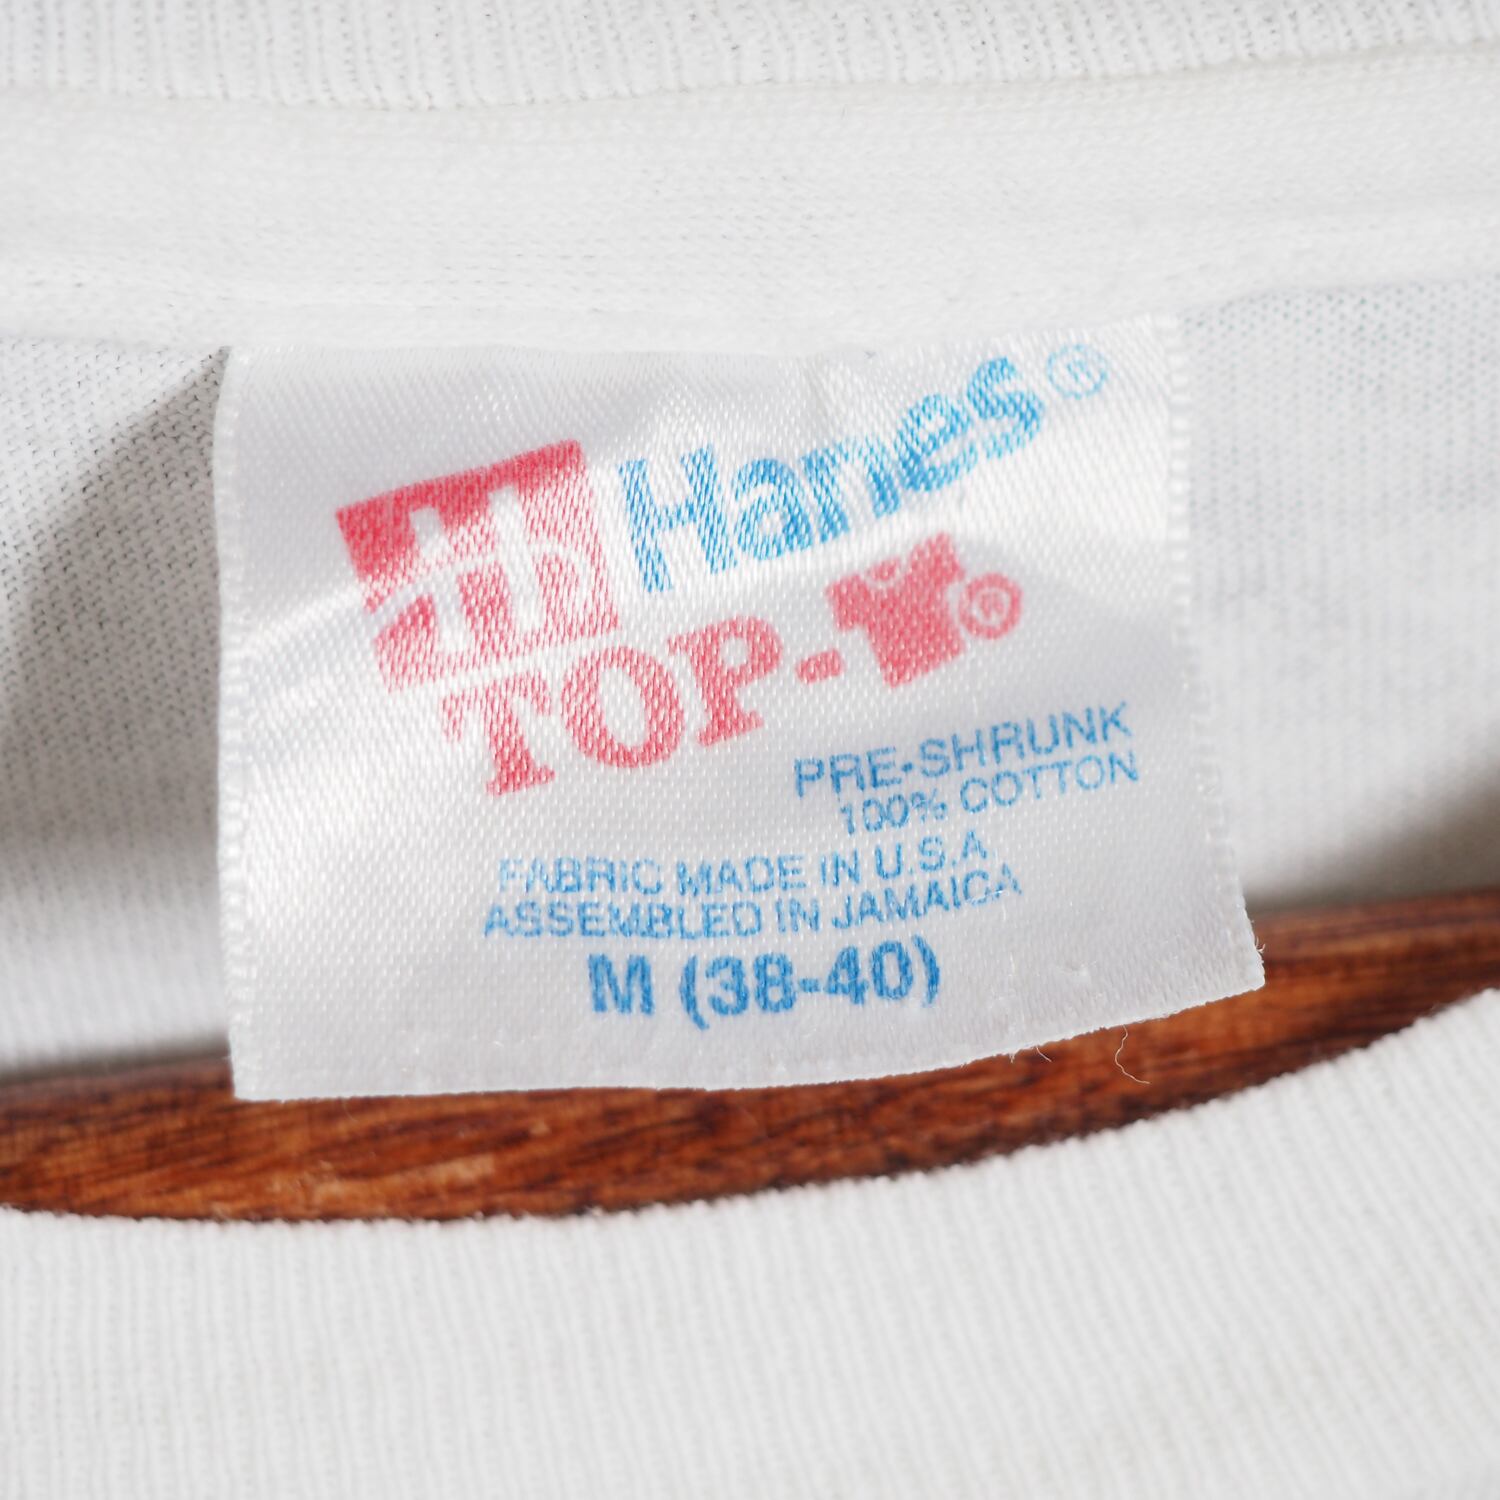 Hanes®
TOP-®
PRE-SHRUNK
100% COTTON
FABRIC MADE IN U.S.A
ASSEMBLED IN JAMAICA
M (38-40)